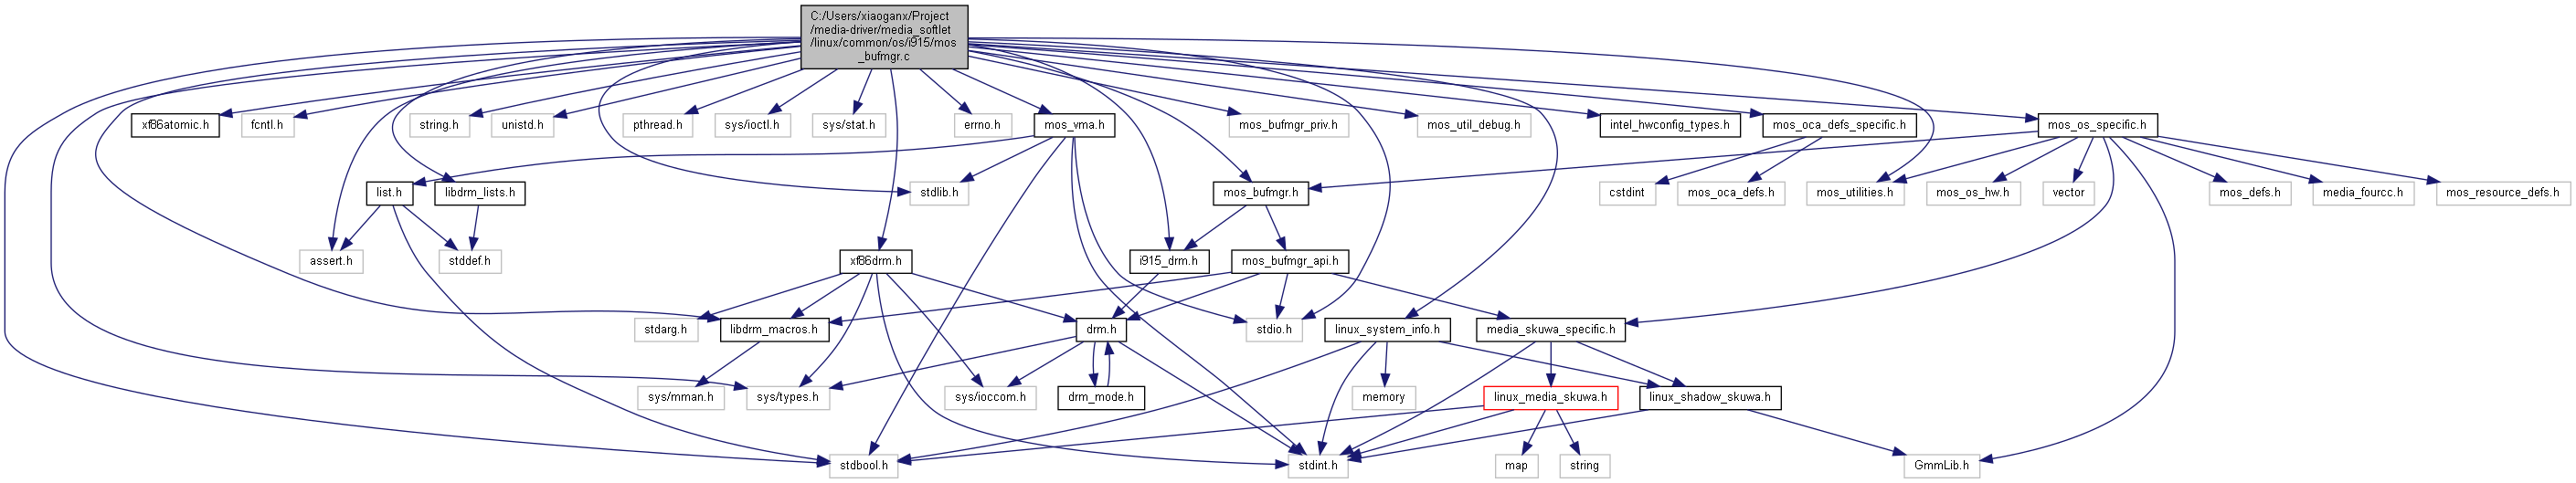 C:/Users/xiaoganx/Project
/media-driver/media_softlet
/linux/common/os/i915/mos
_bufmgr.c
xf86atomic.h
fcntl.h
string.h
unistd.h
pthread.h
sys/ioctl.h
sys/stat.h
errno.h
mos_vma.h
mos_bufmgr_priv.h
mos_util_debug.h
intel_hwconfig_types.h
mos_oca_defs_specific.h
mos_os_specific.h
list.h
libdrm_lists.h
stdlib.h
mos_bufmgr.h
cstdint
mos_oca_defs.h
mos_utilities.h
mos_os_hw.h
vector
mos_defs.h
media_fourcc.h
mos_resource_defs.h
assert.h
stddef.h
xf86drm.h
i915_drm.h
mos_bufmgr_api.h
stdarg.h
libdrm_macros.h
drm.h
stdio.h
linux_system_info.h
media_skuwa_specific.h
sys/mman.h
sys/types.h
sys/ioccom.h
drm_mode.h
memory
linux_media_skuwa.h
linux_shadow_skuwa.h
stdbool.h
stdint.h
map
string
GmmLib.h